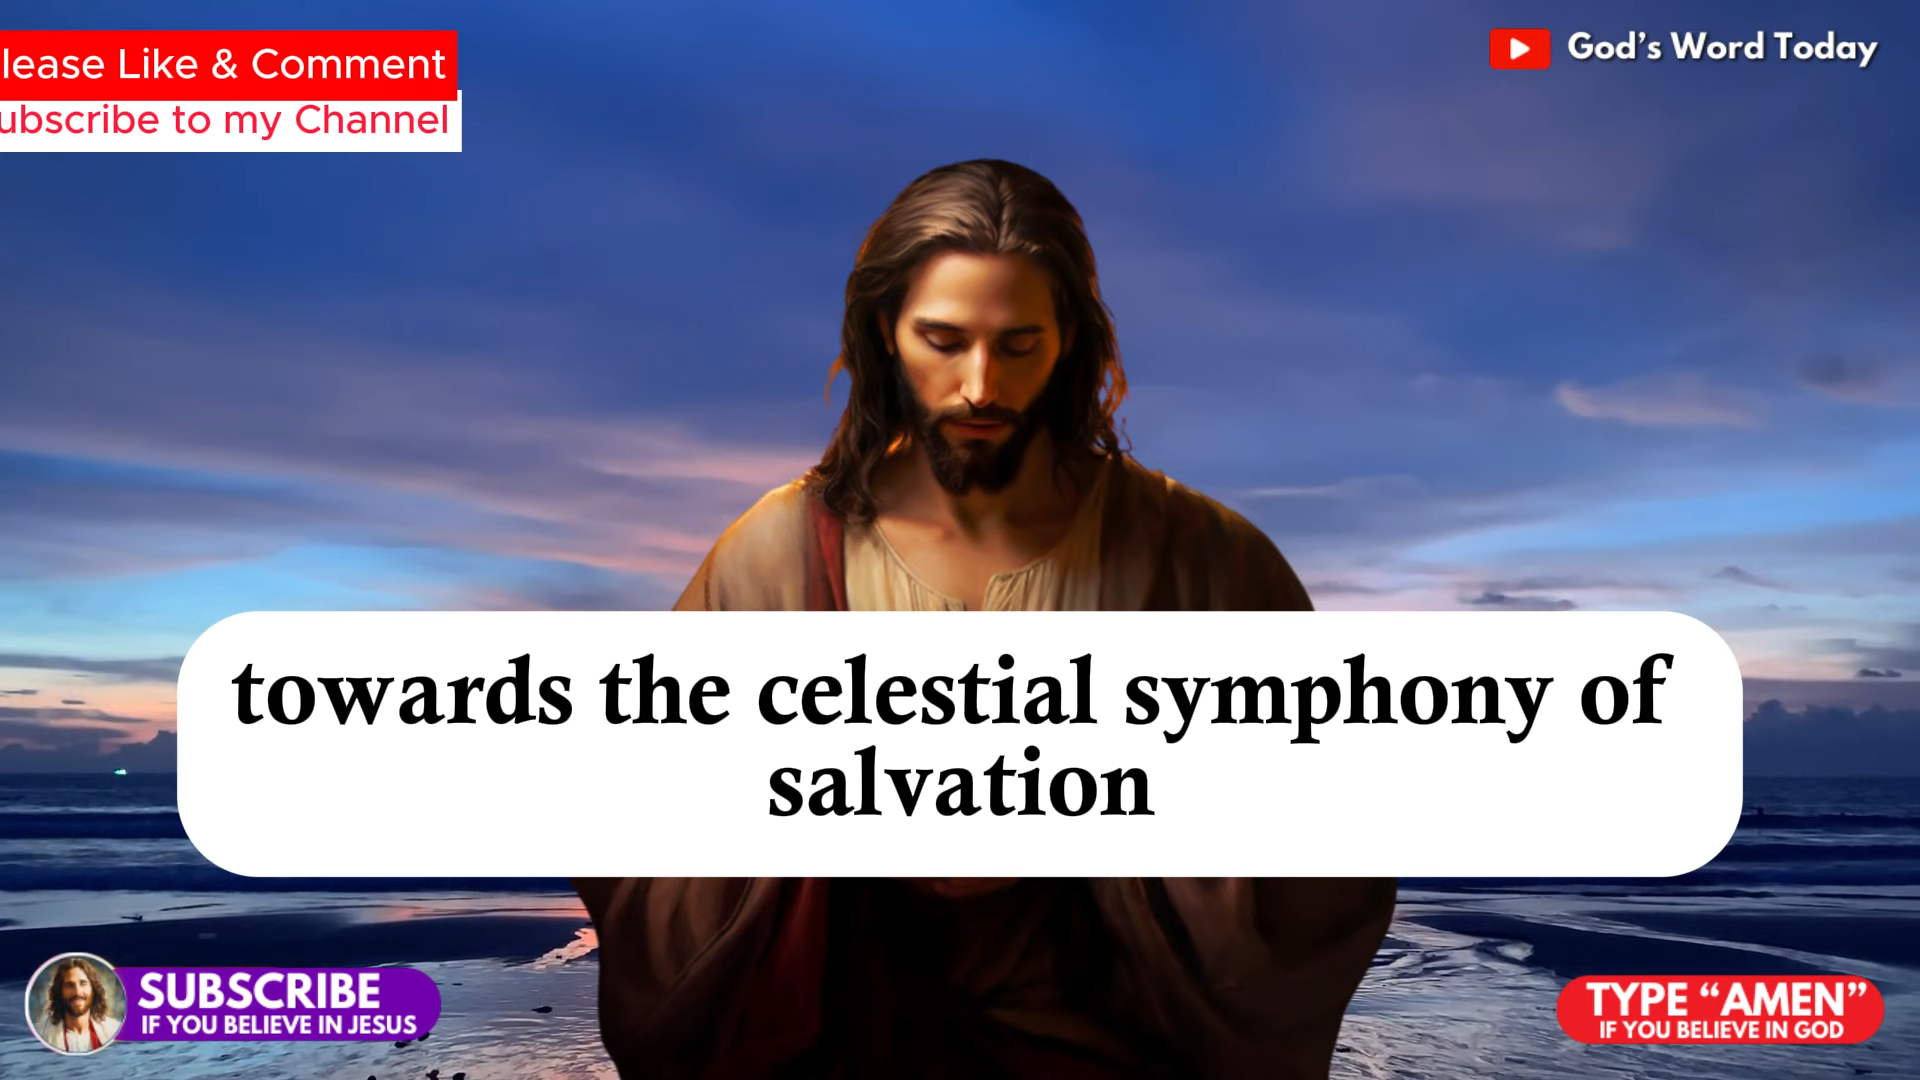 lease Like & Comment
ubscribe to my Channel
God's Word Today
towards the celestial symphony of
salvation
SUBSCRIBE
IF YOU BELIEVE IN JESUS
TYPE “AMEN”
IF YOU BELIEVE IN GOD